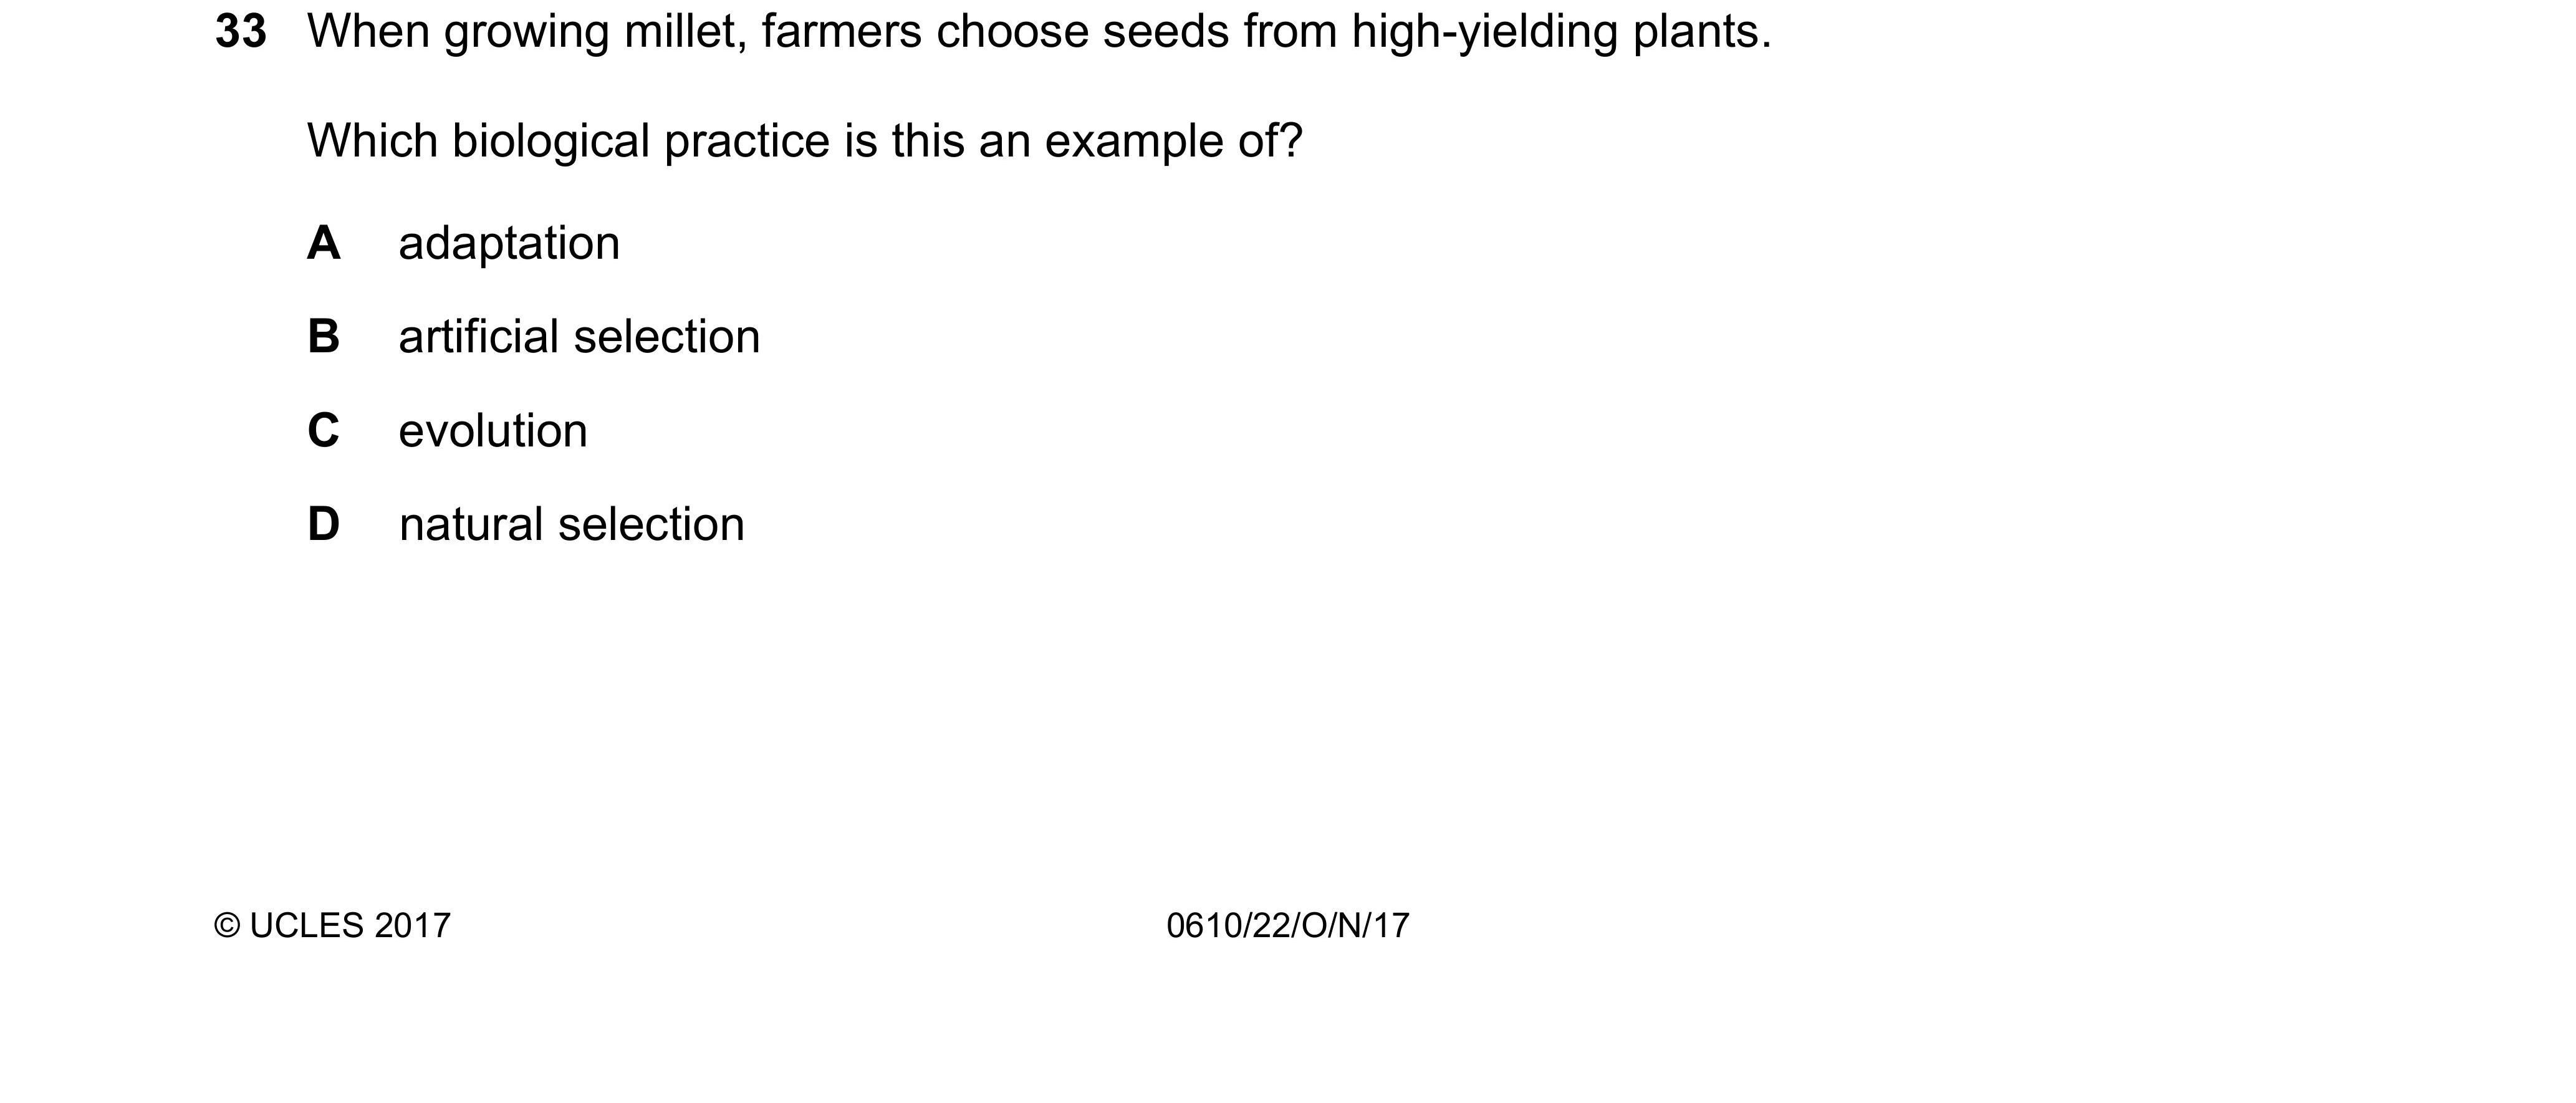 33 When growing millet, farmers choose seeds from high-yielding plants.
Which biological practice is this an example of?
A adaptation
B artificial selection
C evolution
D natural selection
© UCLES 2017 0610/22/O/N/17